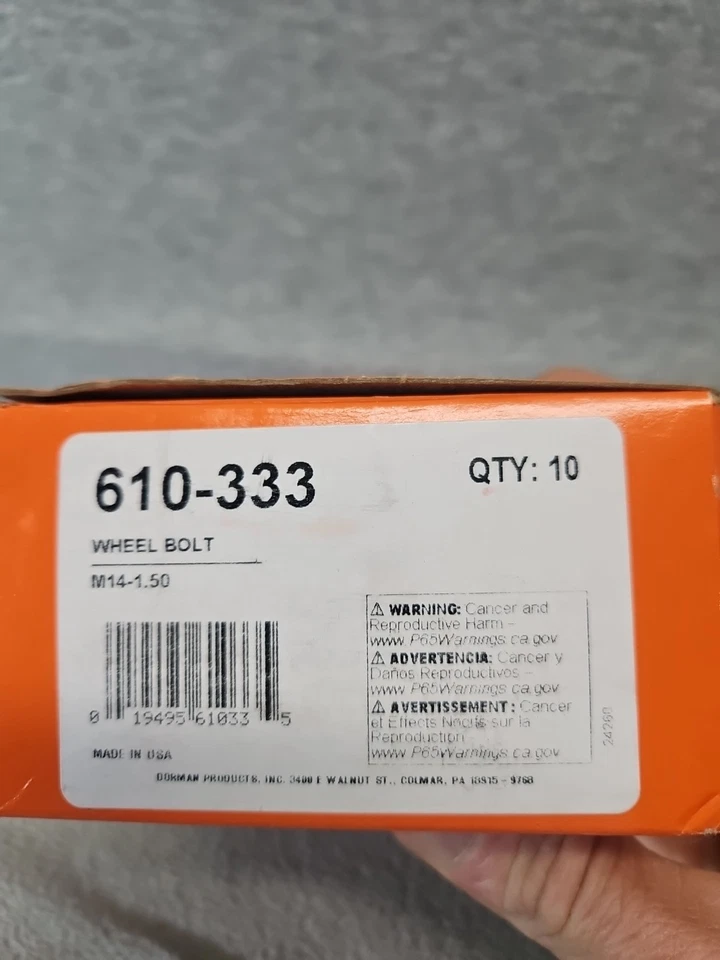 610-333
QTY: 10
WHEEL BOLT
M14-1.50
⚠ WARNING: Cancer and
Reproductive Harm –
www.P65Warnings.ca.gov
⚠ ADVERTENCIA: Cancer y
Daños Reproductivos –
www.P65Warnings.ca.gov
⚠ AVERTISSEMENT : Cancer
et Effects Nocifs sur la
Reproduction
www.P65Warnings.ca.gov
24260
0 19495 61033 5
MADE IN USA
DORMAN PRODUCTS, INC. 3400 E WALNUT ST., COLMAR, PA 18915 - 9768